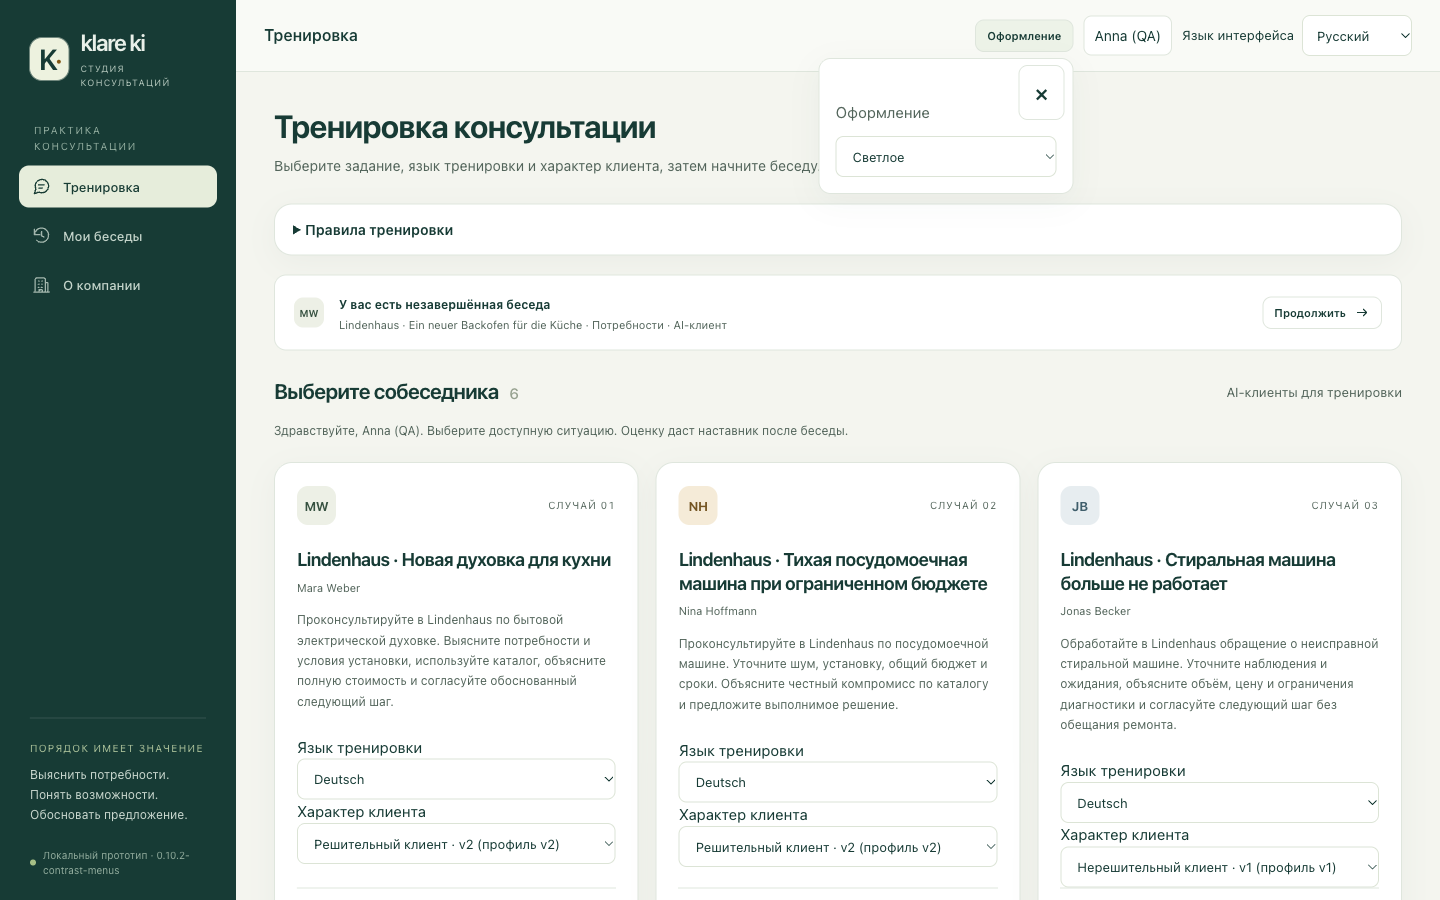 K.
klare ki
СТУДИЯ
КОНСУЛЬТАЦИЙ
ПРАКТИКА
КОНСУЛЬТАЦИИ
Тренировка
Мои беседы
О компании
ПОРЯДОК ИМЕЕТ ЗНАЧЕНИЕ
Выяснить потребности.
Понять возможности.
Обосновать предложение.
Локальный прототип · 0.10.2-
contrast-menus
Тренировка
Оформление
Anna (QA)
Язык интерфейса
Русский
Оформление
×
Светлое
Тренировка консультации
Выберите задание, язык тренировки и характер клиента, затем начните беседу.
Правила тренировки
MW
У вас есть незавершённая беседа
Lindenhaus · Ein neuer Backofen für die Küche · Потребности · AI-клиент
Продолжить →
Выберите собеседника 6
AI-клиенты для тренировки
Здравствуйте, Anna (QA). Выберите доступную ситуацию. Оценку даст наставник после беседы.
MW
СЛУЧАЙ 01
Lindenhaus · Новая духовка для кухни
Mara Weber
Проконсультируйте в Lindenhaus по бытовой
электрической духовке. Выясните потребности и
условия установки, используйте каталог, объясните
полную стоимость и согласуйте обоснованный
следующий шаг.
Язык тренировки
Deutsch
Характер клиента
Решительный клиент · v2 (профиль v2)
NH
СЛУЧАЙ 02
Lindenhaus · Тихая посудомоечная
машина при ограниченном бюджете
Nina Hoffmann
Проконсультируйте в Lindenhaus по посудомоечной
машине. Уточните шум, установку, общий бюджет и
сроки. Объясните честный компромисс по каталогу
и предложите выполнимое решение.
Язык тренировки
Deutsch
Характер клиента
Решительный клиент · v2 (профиль v2)
JB
СЛУЧАЙ 03
Lindenhaus · Стиральная машина
больше не работает
Jonas Becker
Обработайте в Lindenhaus обращение о неисправной
стиральной машине. Уточните наблюдения и
ожидания, объясните объём, цену и ограничения
диагностики и согласуйте следующий шаг без
обещания ремонта.
Язык тренировки
Deutsch
Характер клиента
Нерешительный клиент · v1 (профиль v1)